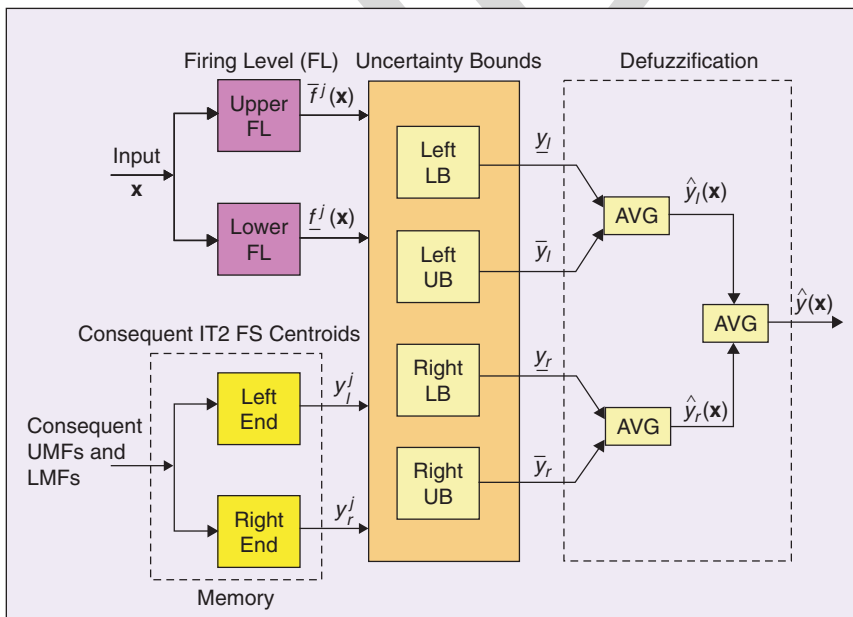 Firing Level (FL)
Uncertainty Bounds
Defuzzification
Upper
FL
f̅ ʲ(x)
Input
x
Lower
FL
f̲ ʲ(x)
Left
LB
y̲ₗ
Left
UB
y̅ₗ
AVG
ŷₗ(x)
AVG
ŷ(x)
Consequent IT2 FS Centroids
Left
End
yₗʲ
Consequent
UMFs and
LMFs
Right
End
yᵣʲ
Memory
Right
LB
y̲ᵣ
Right
UB
y̅ᵣ
AVG
ŷᵣ(x)